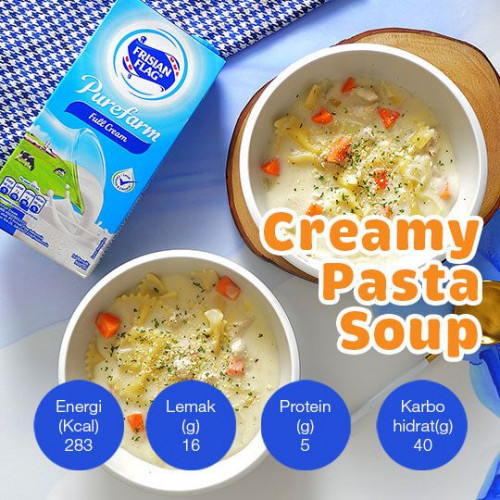 FRISIAN
FLAG
Purefarm
Full Cream
Creamy
Pasta
Soup
Energi
(Kcal)
283
Lemak
(g)
16
Protein
(g)
5
Karbo
hidrat(g)
40